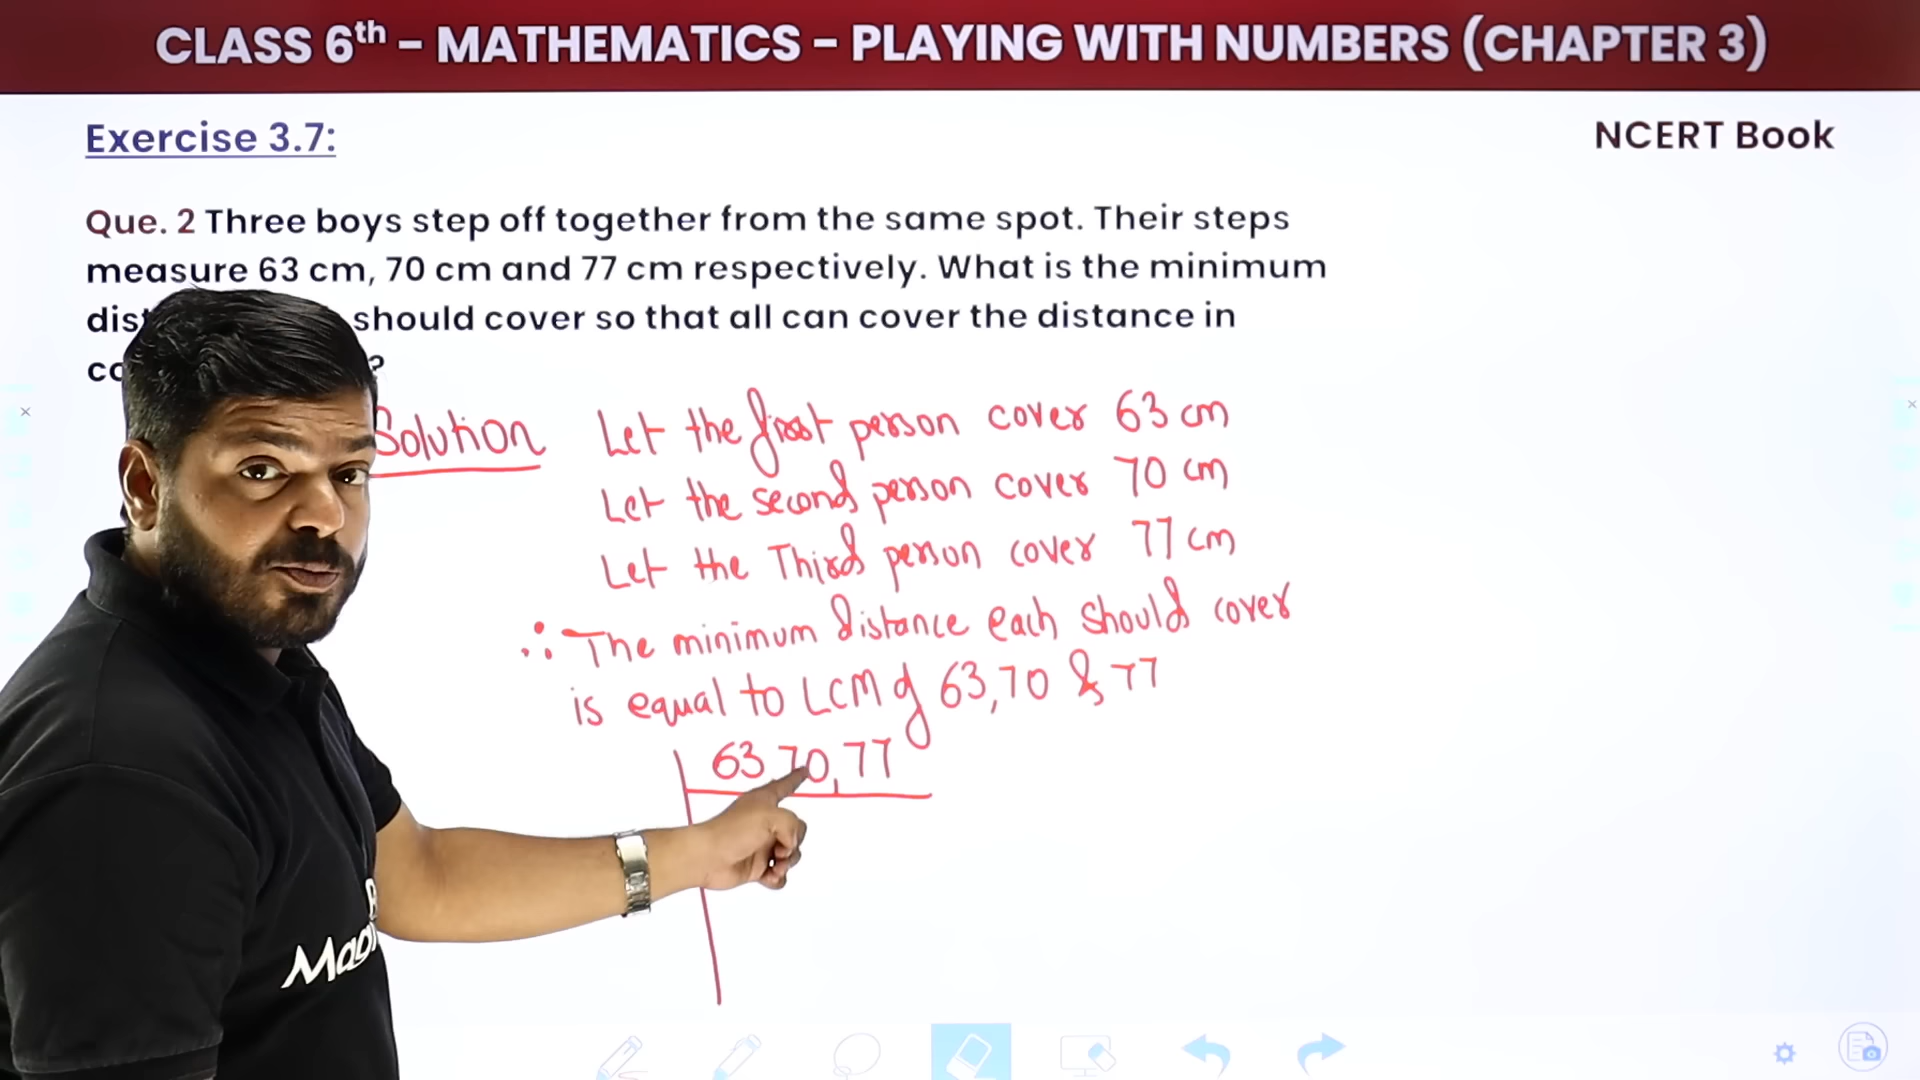 CLASS 6th – MATHEMATICS – PLAYING WITH NUMBERS (CHAPTER 3)
Exercise 3.7:
NCERT Book
Que. 2 Three boys step off together from the same spot. Their steps
measure 63 cm, 70 cm and 77 cm respectively. What is the minimum
should cover so that all can cover the distance in
?
Solution Let the first person cover 63 cm
Let the second person cover 70 cm
Let the Third person cover 77 cm
∴ The minimum distance each should cover
is equal to LCM of 63, 70 & 77
63, 70, 77